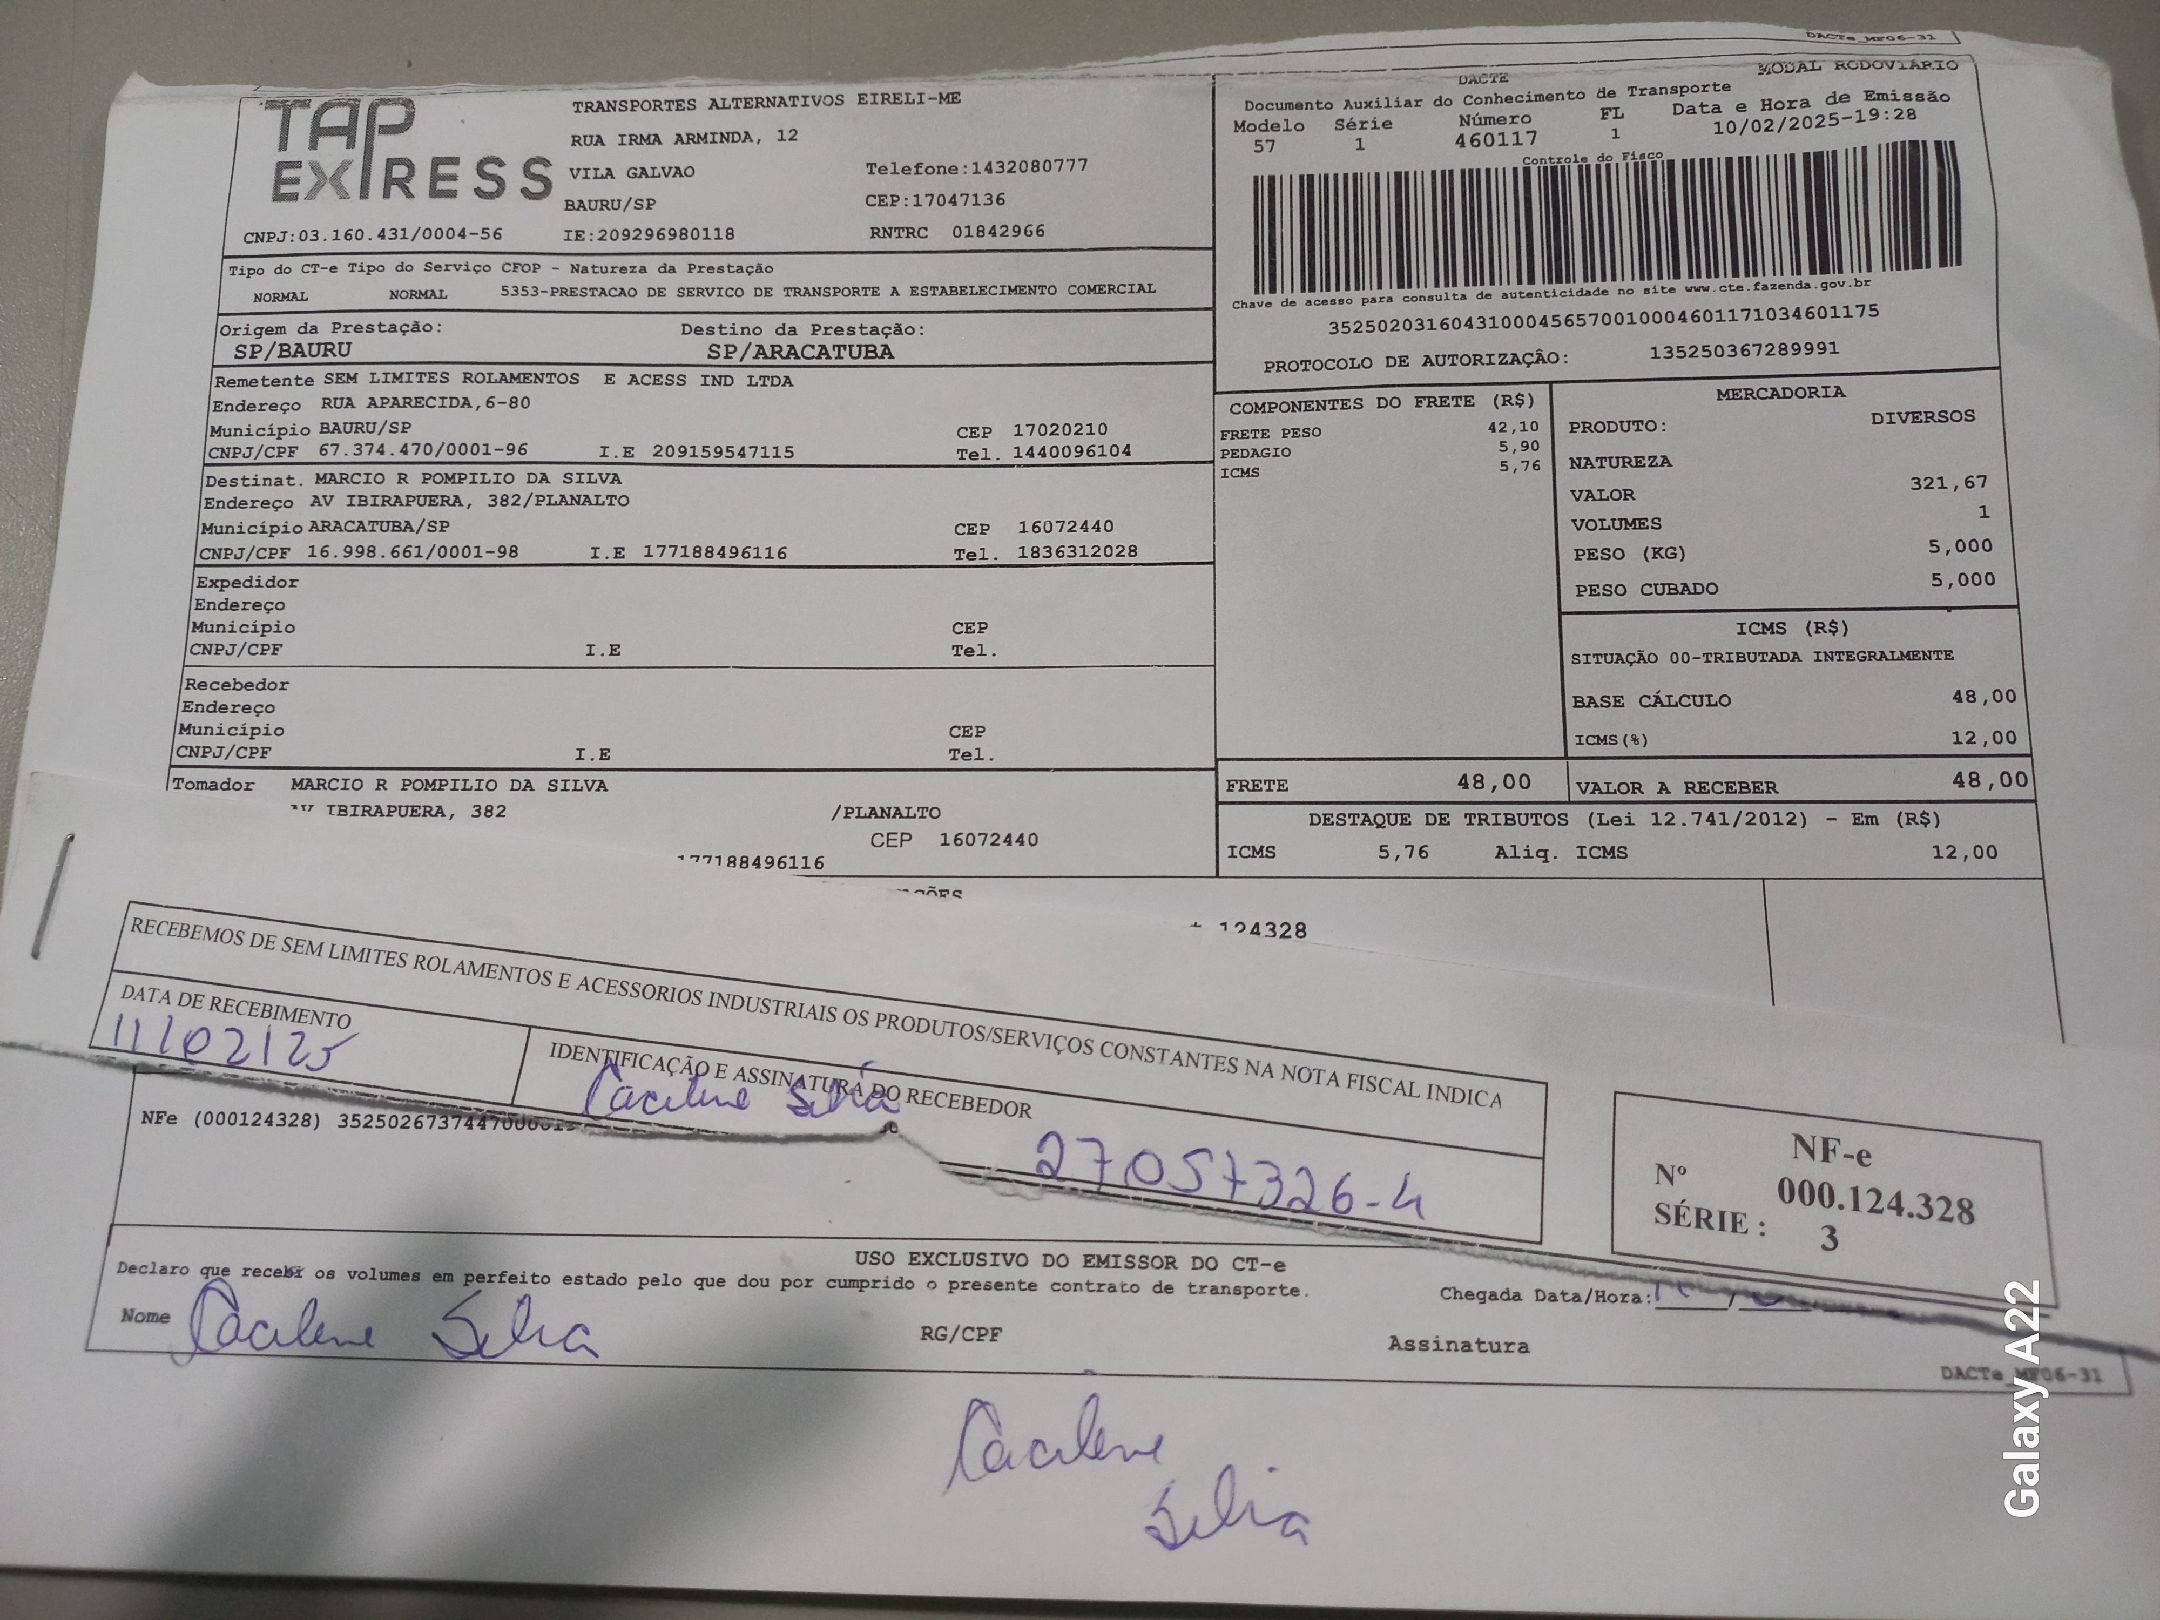 DACTe_MF06-31
TAP EXPRESS
TRANSPORTES ALTERNATIVOS EIRELI-ME
RUA IRMA ARMINDA, 12
VILA GALVAO Telefone:1432080777
BAURU/SP CEP:17047136
CNPJ:03.160.431/0004-56 IE:209296980118 RNTRC 01842966
DACTE MODAL RODOVIÁRIO
Documento Auxiliar do Conhecimento de Transporte
Modelo Série Número FL Data e Hora de Emissão
57 1 460117 1 10/02/2025-19:28
Controle do Fisco
Chave de acesso para consulta de autenticidade no site www.cte.fazenda.gov.br
35250203160431000456570010004601171034601175
PROTOCOLO DE AUTORIZAÇÃO: 135250367289991
Tipo do CT-e Tipo do Serviço CFOP - Natureza da Prestação
NORMAL NORMAL 5353-PRESTACAO DE SERVICO DE TRANSPORTE A ESTABELECIMENTO COMERCIAL
Origem da Prestação: Destino da Prestação:
SP/BAURU SP/ARACATUBA
Remetente SEM LIMITES ROLAMENTOS E ACESS IND LTDA
Endereço RUA APARECIDA,6-80
Município BAURU/SP CEP 17020210
CNPJ/CPF 67.374.470/0001-96 I.E 209159547115 Tel. 1440096104
Destinat. MARCIO R POMPILIO DA SILVA
Endereço AV IBIRAPUERA, 382/PLANALTO
Município ARACATUBA/SP CEP 16072440
CNPJ/CPF 16.998.661/0001-98 I.E 177188496116 Tel. 1836312028
Expedidor
Endereço
Município CEP
CNPJ/CPF I.E Tel.
Recebedor
Endereço
Município CEP
CNPJ/CPF I.E Tel.
Tomador MARCIO R POMPILIO DA SILVA
AV IBIRAPUERA, 382 /PLANALTO
CEP 16072440
177188496116
COMPONENTES DO FRETE (R$)
FRETE PESO 42,10
PEDAGIO 5,90
ICMS 5,76
MERCADORIA
PRODUTO: DIVERSOS
NATUREZA
VALOR 321,67
VOLUMES 1
PESO (KG) 5,000
PESO CUBADO 5,000
ICMS (R$)
SITUAÇÃO 00-TRIBUTADA INTEGRALMENTE
BASE CÁLCULO 48,00
ICMS(%) 12,00
FRETE 48,00 VALOR A RECEBER 48,00
DESTAQUE DE TRIBUTOS (Lei 12.741/2012) - Em (R$)
ICMS 5,76 Aliq. ICMS 12,00
124328
RECEBEMOS DE SEM LIMITES ROLAMENTOS E ACESSORIOS INDUSTRIAIS OS PRODUTOS/SERVIÇOS CONSTANTES NA NOTA FISCAL INDICA
DATA DE RECEBIMENTO
11/02/25
IDENTIFICAÇÃO E ASSINATURA DO RECEBEDOR
Cacilene Silva
27057326-4
NF-e
Nº 000.124.328
SÉRIE: 3
NFe (000124328) 3525026737447000019
USO EXCLUSIVO DO EMISSOR DO CT-e
Declaro que recebi os volumes em perfeito estado pelo que dou por cumprido o presente contrato de transporte.
Nome Cacilene Silva RG/CPF Assinatura
Chegada Data/Hora:
DACTe_MF06-31
Cacilene
Silva
Galaxy A22